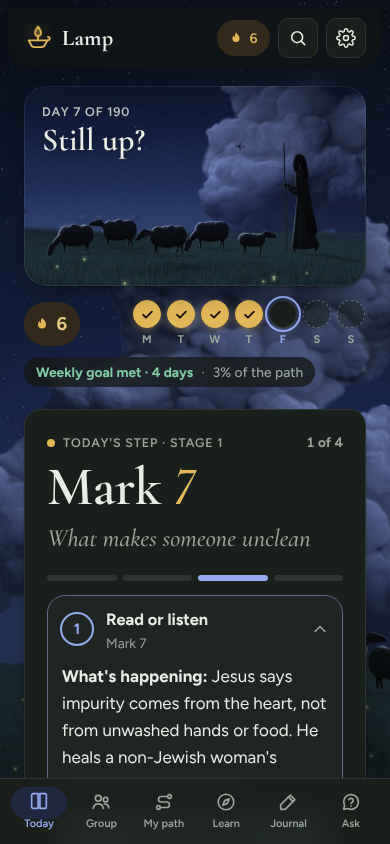 Lamp
6
DAY 7 OF 190
Still up?
6
M T W T F S S
Weekly goal met · 4 days · 3% of the path
TODAY'S STEP · STAGE 1
1 of 4
Mark 7
What makes someone unclean
1
Read or listen
Mark 7
What's happening: Jesus says
impurity comes from the heart, not
from unwashed hands or food. He
heals a non-Jewish woman's
Today
Group
My path
Learn
Journal
Ask